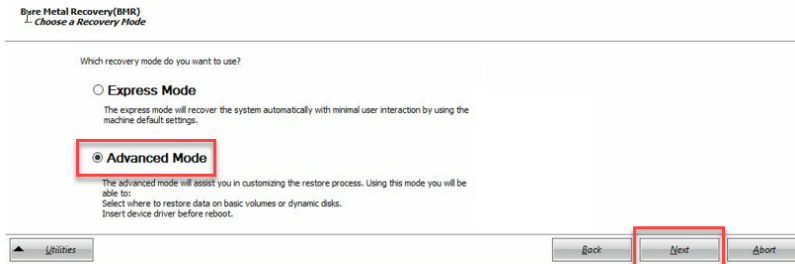 Bare Metal Recovery(BMR)
Choose a Recovery Mode
Which recovery mode do you want to use?
Express Mode
The express mode will recover the system automatically with minimal user interaction by using the
machine default settings.
Advanced Mode
The advanced mode will assist you in customizing the restore process. Using this mode you will be
able to:
Select where to restore data on basic volumes or dynamic disks.
Insert device driver before reboot.
Utilities Back Next Abort